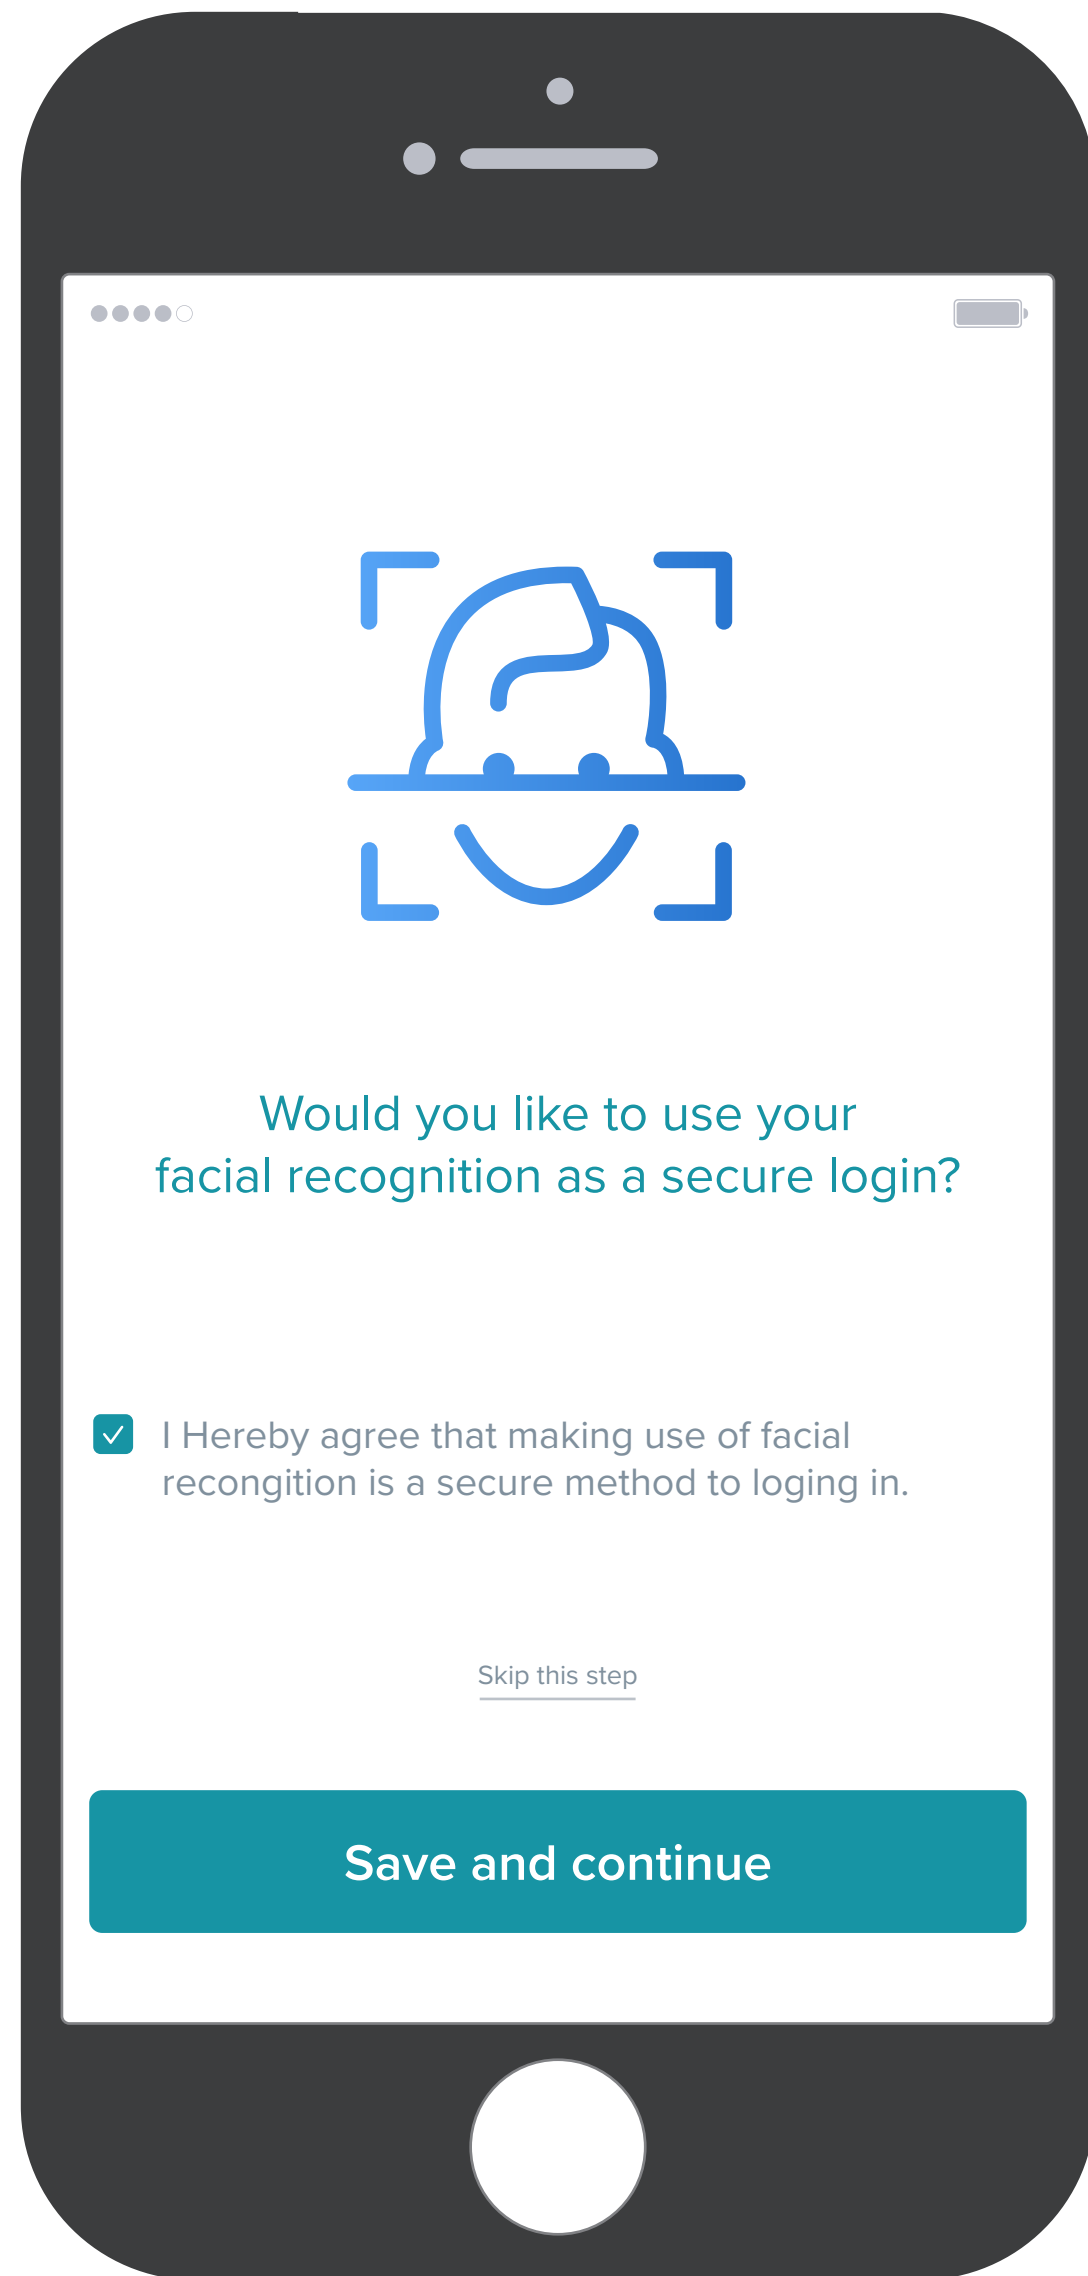 Would you like to use your
facial recognition as a secure login?
I Hereby agree that making use of facial
recongition is a secure method to loging in.
Skip this step
Save and continue